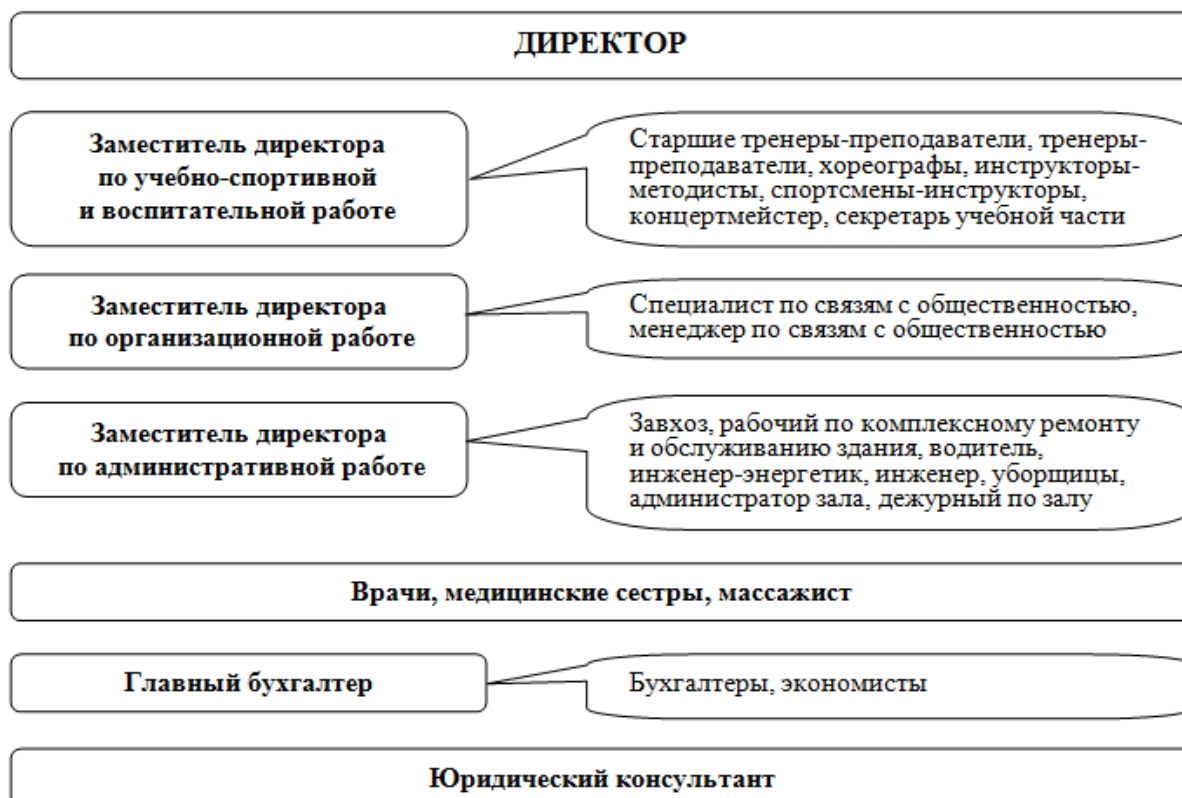 ДИРЕКТОР
Заместитель директора
по учебно-спортивной
и воспитательной работе
Старшие тренеры-преподаватели, тренеры-
преподаватели, хореографы, инструкторы-
методисты, спортсмены-инструкторы,
концертмейстер, секретарь учебной части
Заместитель директора
по организационной работе
Специалист по связям с общественностью,
менеджер по связям с общественностью
Заместитель директора
по административной работе
Завхоз, рабочий по комплексному ремонту
и обслуживанию здания, водитель,
инженер-энергетик, инженер, уборщицы,
администратор зала, дежурный по залу
Врачи, медицинские сестры, массажист
Главный бухгалтер
Бухгалтеры, экономисты
Юридический консультант